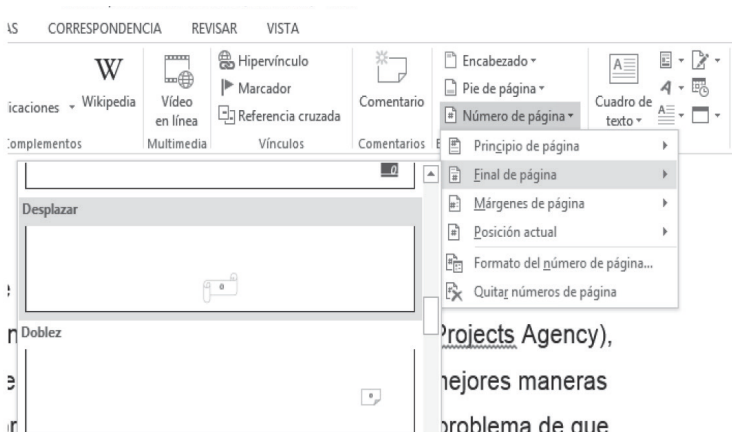 AS CORRESPONDENCIA REVISAR VISTA
Hipervínculo
Marcador
Referencia cruzada
Vínculos
icaciones
Wikipedia
Complementos
Vídeo
en línea
Multimedia
Comentario
Comentarios
Encabezado
Pie de página
Número de página
Cuadro de
texto
Principio de página
Final de página
Márgenes de página
Posición actual
Formato del número de página...
Quitar números de página
Desplazar
Doblez
Projects Agency),
mejores maneras
problema de que